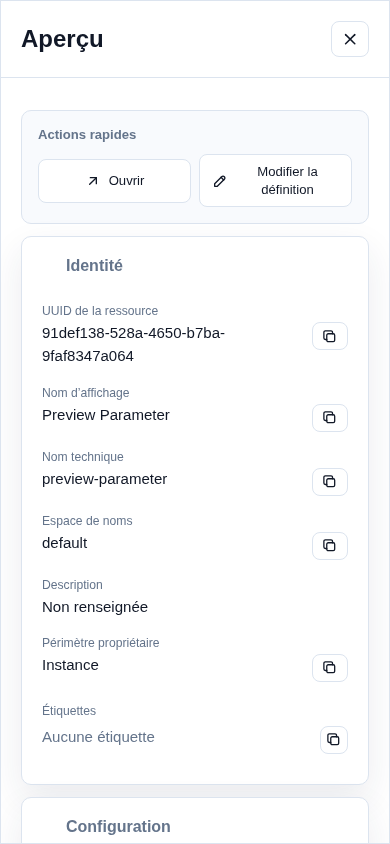 Aperçu
Actions rapides
Ouvrir
Modifier la
définition
Identité
UUID de la ressource
91def138-528a-4650-b7ba-
9faf8347a064
Nom d’affichage
Preview Parameter
Nom technique
preview-parameter
Espace de noms
default
Description
Non renseignée
Périmètre propriétaire
Instance
Étiquettes
Aucune étiquette
Configuration